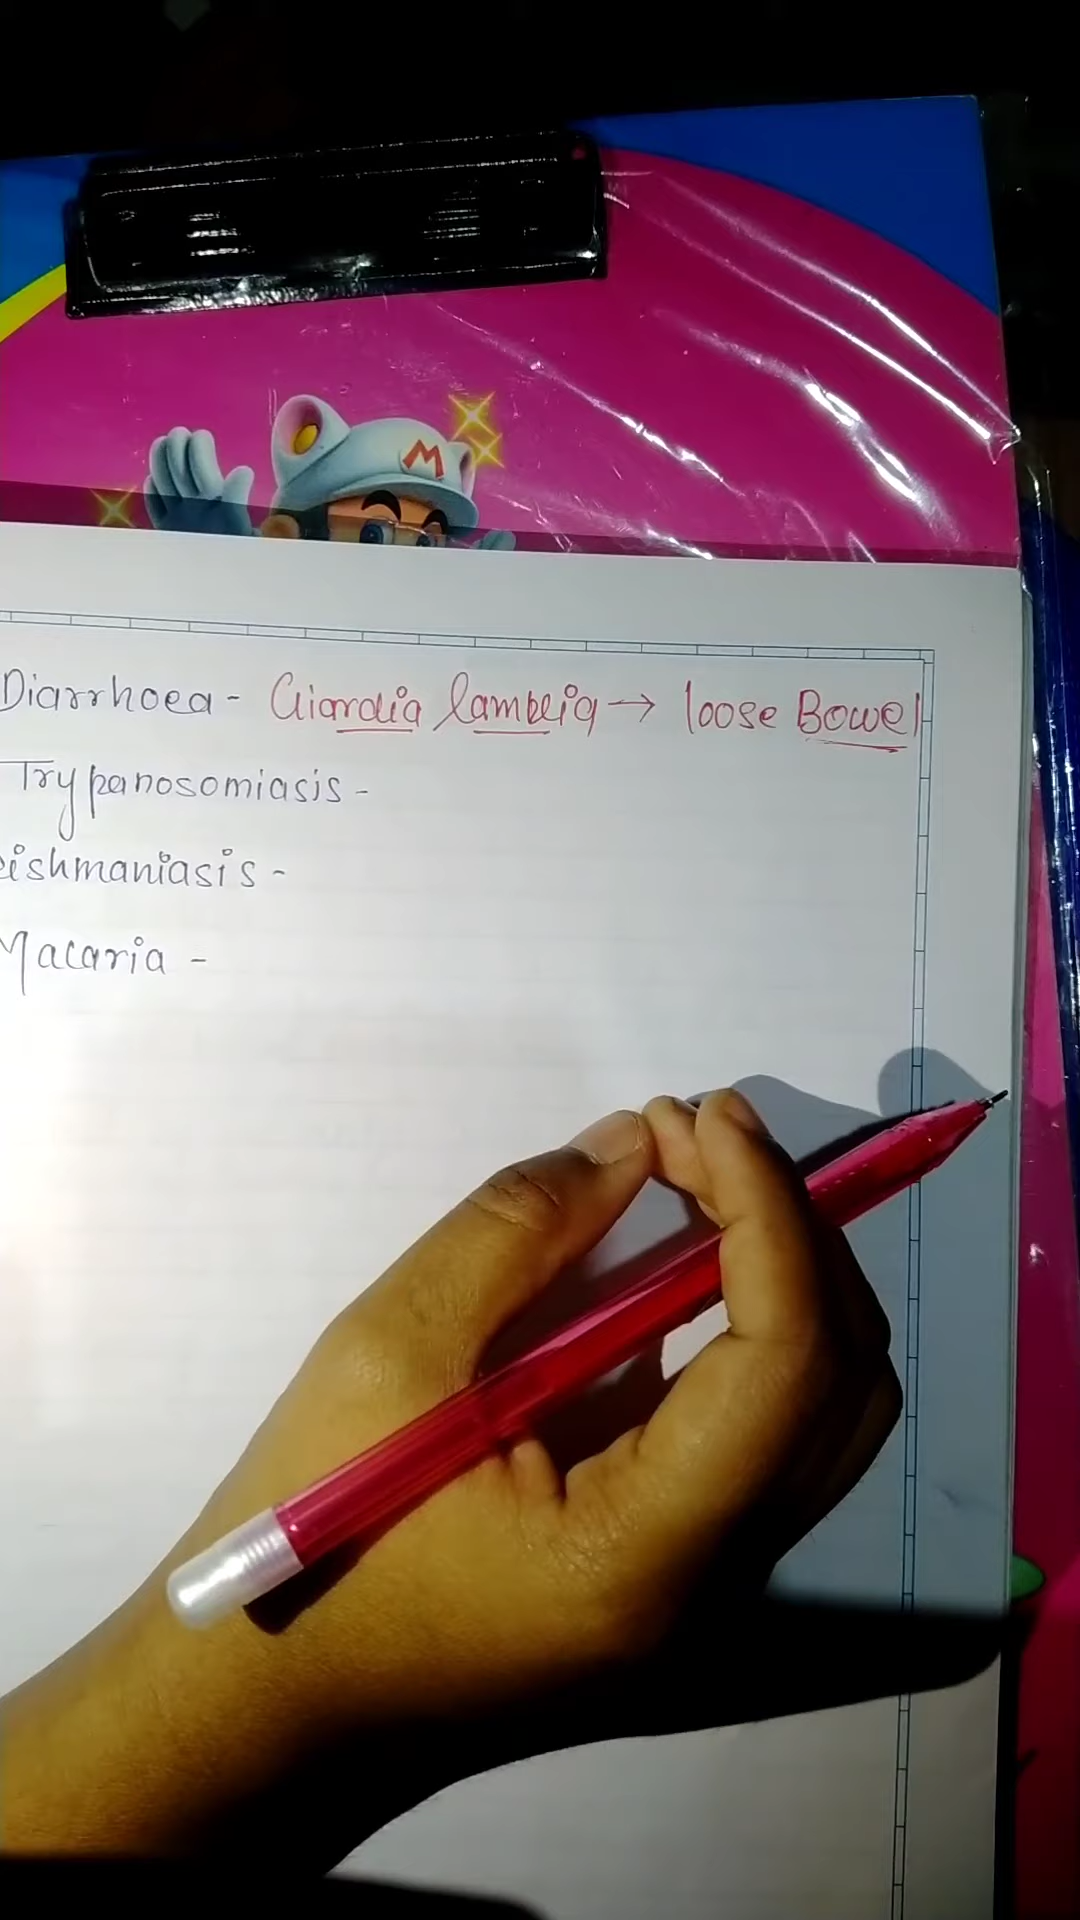 M
Diarrhoea - Giardia lamblia → loose Bowel
Trypanosomiasis -
eishmaniasis -
Malaria -